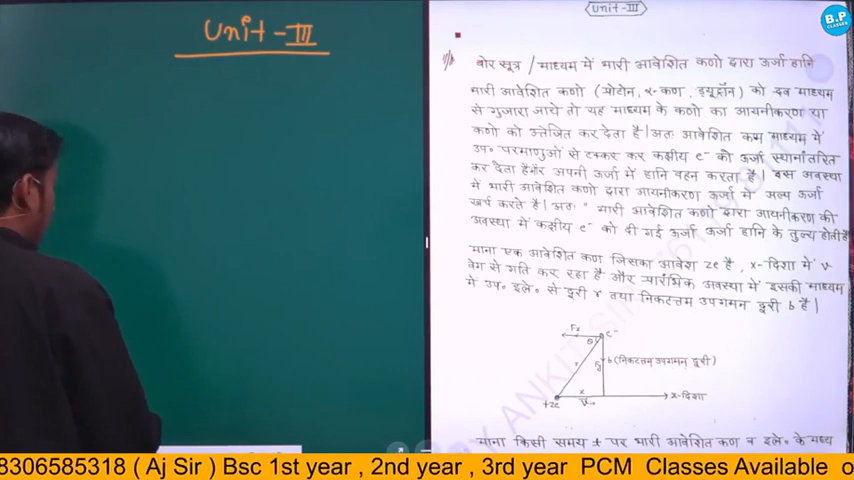 Unit-III
Unit-III
B.P
CLASSES
बोर सूत्र / माध्यम में भारी आवेशित कणो द्वारा ऊर्जा हानि
भारी आवेशित कणो (प्रोटोन, α-कण, ड्यूट्रॉन) को द्रव माध्यम
से गुजारा जाये तो यह माध्यम के कणो का आयनीकरण या
कणो को उत्तेजित कर देता है। अतः आवेशित कण माध्यम में
उप॰ परमाणुओं से टक्कर कर कक्षीय e⁻ को ऊर्जा स्थानांतरित
कर देता है और अपनी ऊर्जा में हानि वहन करता है। इस अवस्था
में भारी आवेशित कणो द्वारा आयनीकरण ऊर्जा में अल्प ऊर्जा
खर्च करते है। अतः " भारी आवेशित कणो द्वारा आयनीकरण की
अवस्था में कक्षीय e⁻ को दी गई ऊर्जा ऊर्जा हानि के तुल्य होती है
माना एक आवेशित कण जिसका आवेश ze है, x-दिशा में v
वेग से गति कर रहा है और प्रारंभिक अवस्था में इसकी माध्यम
में उप॰ इले॰ से दूरी r तथा निकटतम उपगमन दूरी b है।
Fx e⁻
θ
r Fy b (निकटतम उपगमन दूरी)
x
+ze v x-दिशा
माना किसी समय t पर भारी आवेशित कण व इले॰ के मध्य
8306585318 ( Aj Sir ) Bsc 1st year , 2nd year , 3rd year PCM Classes Available o